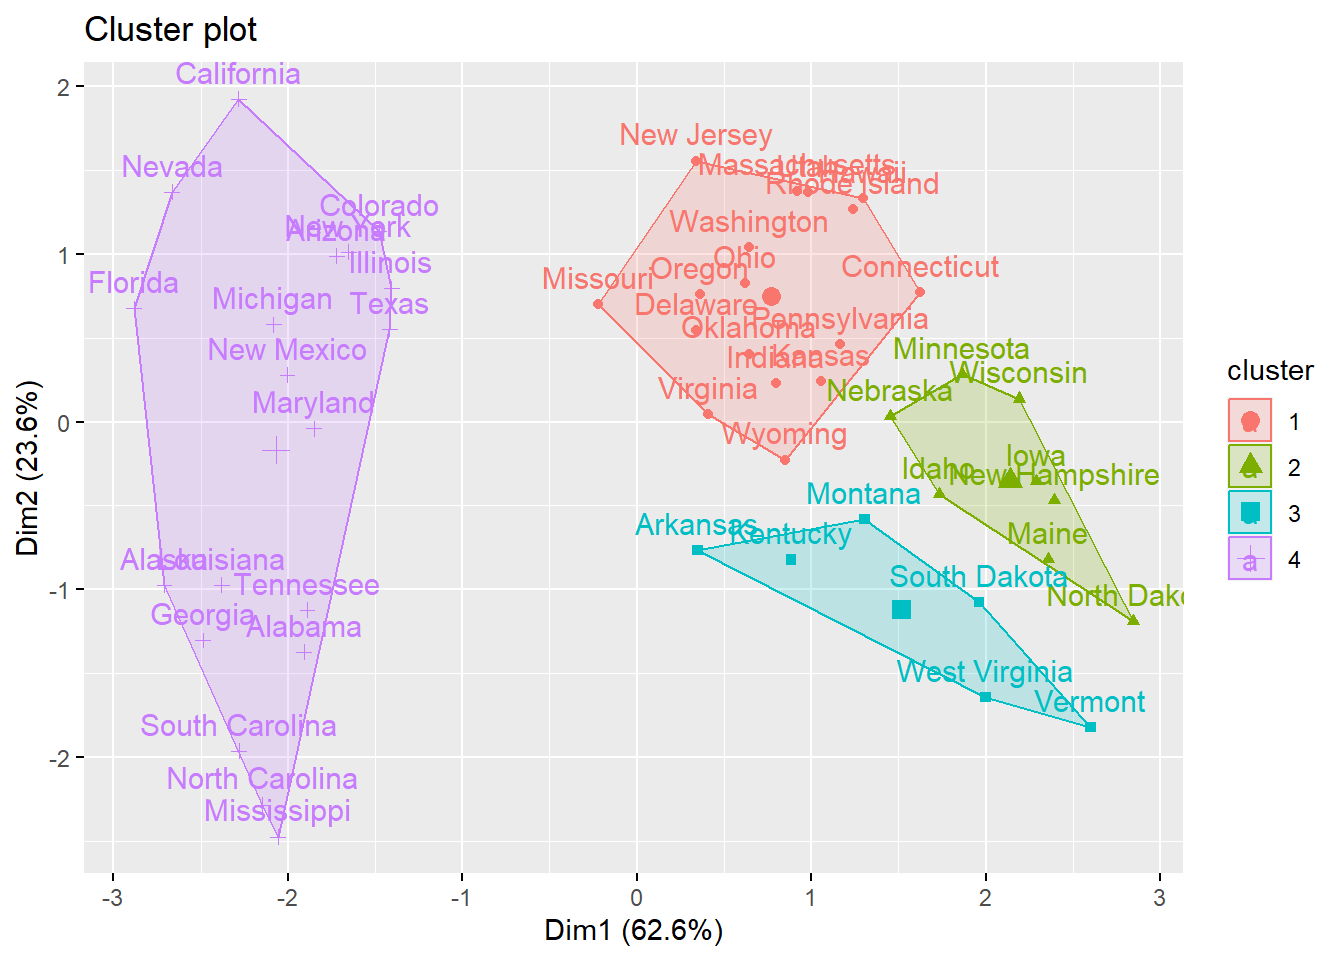 Cluster plot
California
New Jersey
Nevada
Massachusetts
Utah
Hawaii
Rhode Island
Colorado
New York
Arizona
Washington
Illinois
Ohio
Oregon
Connecticut
Missouri
Florida
Michigan
Texas
Delaware
Pennsylvania
Oklahoma
New Mexico
Indiana
Kansas
Minnesota
Wisconsin
Virginia
Nebraska
Maryland
Wyoming
Iowa
Idaho
New Hampshire
Montana
Arkansas
Kentucky
Maine
Alaska
Louisiana
Tennessee
South Dakota
North Dako
Georgia
Alabama
West Virginia
Vermont
South Carolina
North Carolina
Mississippi
2
1
0
-1
-2
-3
-2
-1
0
1
2
3
Dim1 (62.6%)
Dim2 (23.6%)
cluster
a 1
a 2
a 3
a 4